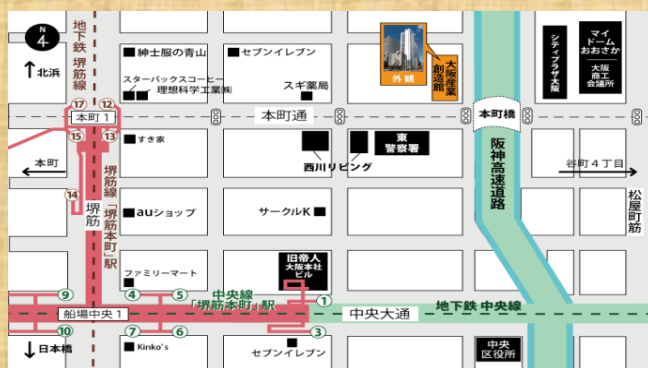 N
4
地下鉄 堺筋線
北浜
紳士服の青山
セブンイレブン
スターバックスコーヒー
理想科学工業㈱
スギ薬局
外観
大阪産業
創造館
シティプラザ大阪
マイ
ドーム
おおさか
大阪
商工
会議所
⑰
⑫
本町1
本町通
本町橋
⑮
⑬
すき家
西川リビング
東
警察署
本町
谷町4丁目
阪神高速道路
松屋町筋
⑭
堺筋
堺筋線「堺筋本町」駅
auショップ
サークルK
ファミリーマート
旧帝人
大阪本社
ビル
⑨
④
⑤
中央線
「堺筋本町」駅
①
船場中央1
中央大通
地下鉄 中央線
⑩
⑦
⑥
③
日本橋
Kinko's
セブンイレブン
中央
区役所